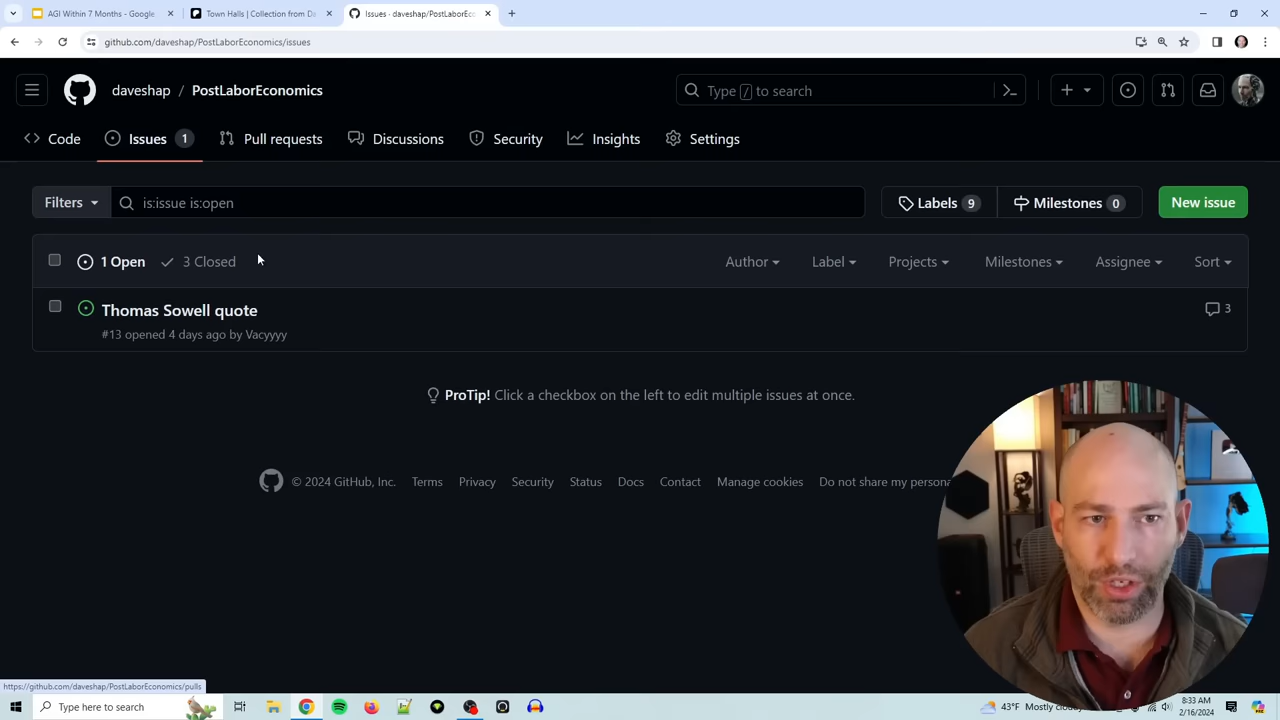 AGI Within 7 Months - Google
Town Halls | Collection from Da
Issues · daveshap/PostLaborEco
github.com/daveshap/PostLaborEconomics/issues
daveshap / PostLaborEconomics
Type / to search
Code
Issues 1
Pull requests
Discussions
Security
Insights
Settings
Filters
is:issue is:open
Labels 9
Milestones 0
New issue
1 Open
3 Closed
Author
Label
Projects
Milestones
Assignee
Sort
Thomas Sowell quote
3
#13 opened 4 days ago by Vacyyyy
ProTip! Click a checkbox on the left to edit multiple issues at once.
© 2024 GitHub, Inc.
Terms
Privacy
Security
Status
Docs
Contact
Manage cookies
Do not share my persona
https://github.com/daveshap/PostLaborEconomics/pulls
Type here to search
43°F Mostly cloudy
8:33 AM
2/16/2024